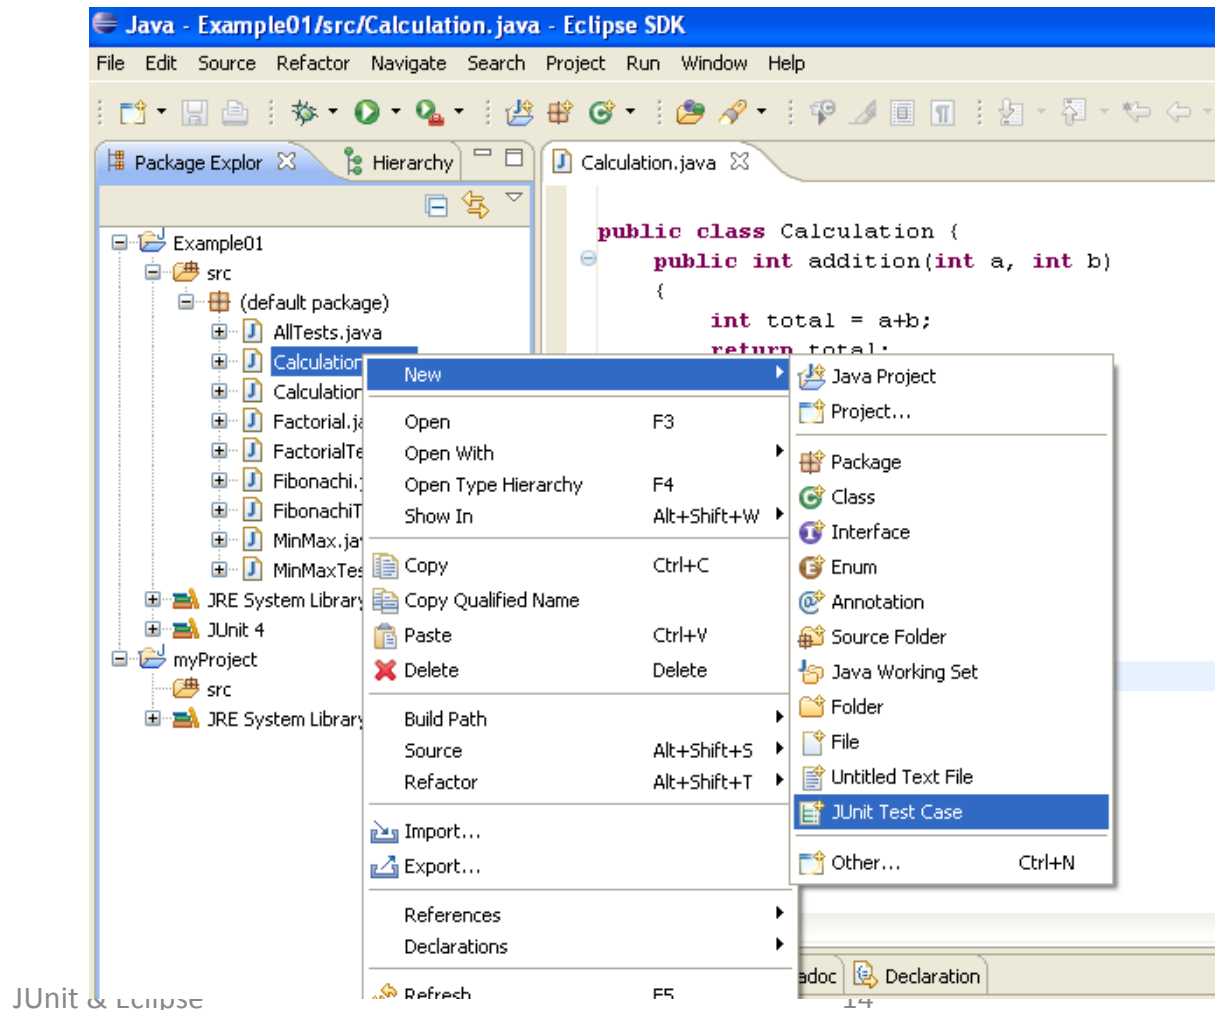 Java - Example01/src/Calculation.java - Eclipse SDK
File Edit Source Refactor Navigate Search Project Run Window Help
Package Explor Hierarchy Calculation.java
Example01
src
(default package)
AllTests.java
Calculation
Calculation
Factorial.ja
FactorialTe
Fibonachi.
FibonachiT
MinMax.ja
MinMaxTes
JRE System Library
JUnit 4
myProject
src
JRE System Library
public class Calculation {
public int addition(int a, int b)
{
int total = a+b;
return total;
New
Open F3
Open With
Open Type Hierarchy F4
Show In Alt+Shift+W
Copy Ctrl+C
Copy Qualified Name
Paste Ctrl+V
Delete Delete
Build Path
Source Alt+Shift+S
Refactor Alt+Shift+T
Import...
Export...
References
Declarations
Refresh F5
Java Project
Project...
Package
Class
Interface
Enum
Annotation
Source Folder
Java Working Set
Folder
File
Untitled Text File
JUnit Test Case
Other... Ctrl+N
adoc Declaration
JUnit & Eclipse 14